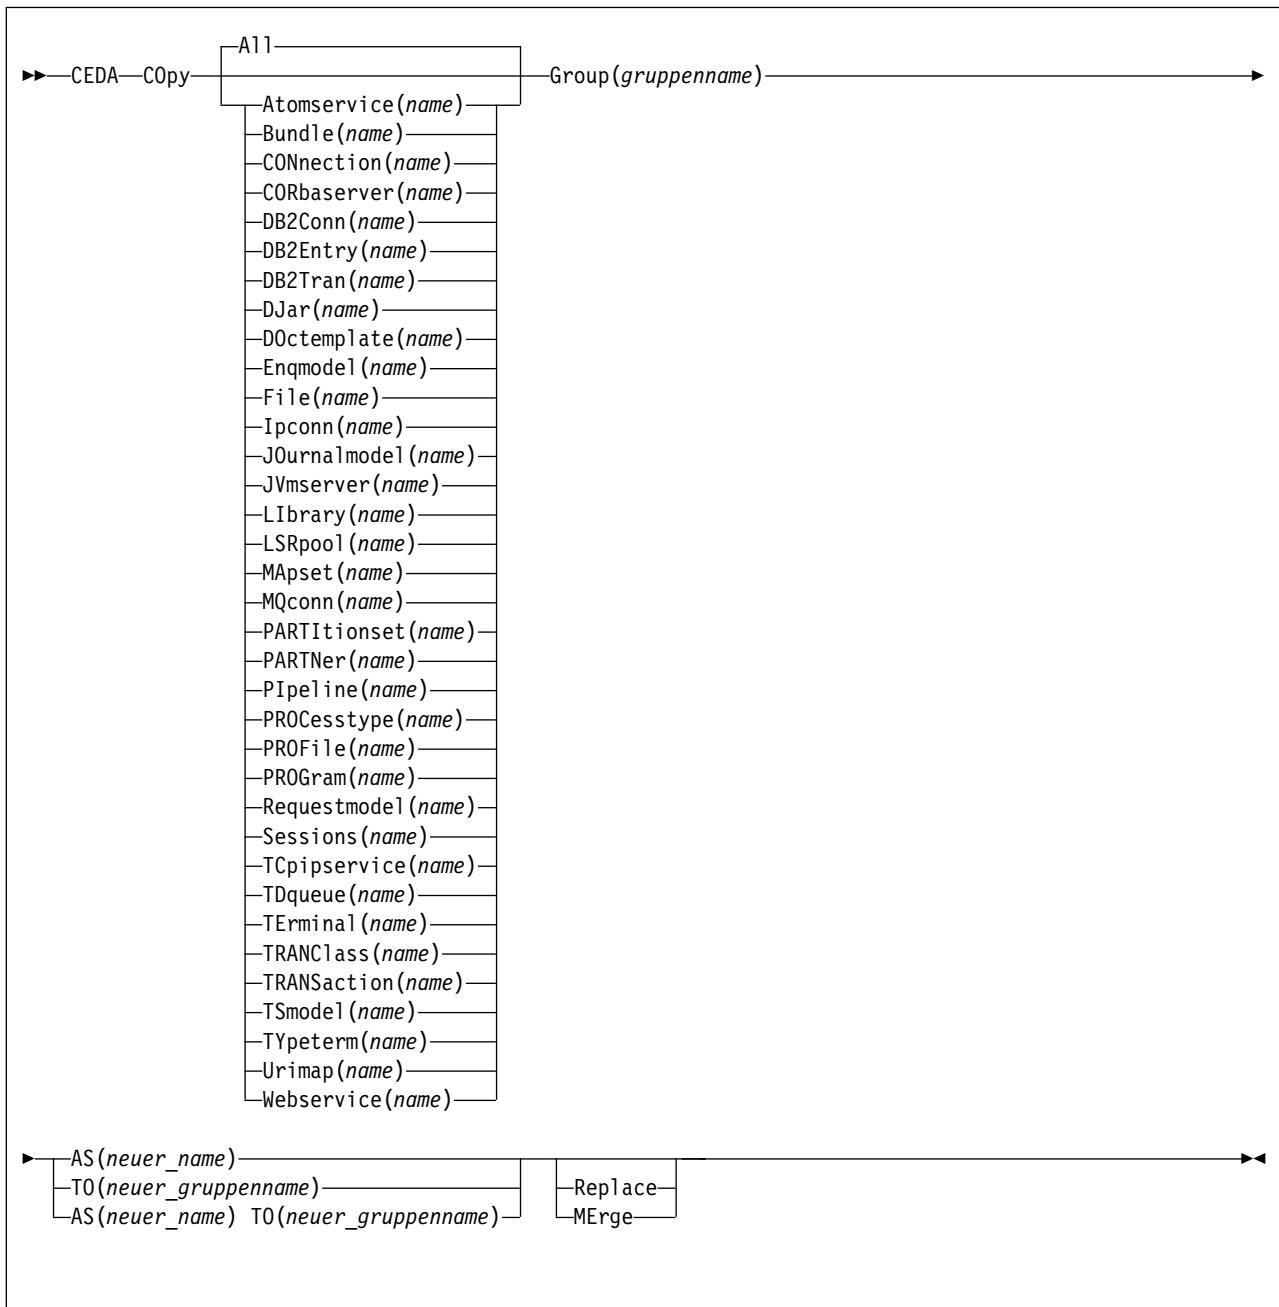 All
CEDA COpy Group(gruppenname)
Atomservice(name)
Bundle(name)
CONnection(name)
CORbaserver(name)
DB2Conn(name)
DB2Entry(name)
DB2Tran(name)
DJar(name)
DOctemplate(name)
Enqmodel(name)
File(name)
Ipconn(name)
JOurnalmodel(name)
JVmserver(name)
LIbrary(name)
LSRpool(name)
MApset(name)
MQconn(name)
PARTItionset(name)
PARTNer(name)
PIpeline(name)
PROCesstype(name)
PROFile(name)
PROGram(name)
Requestmodel(name)
Sessions(name)
TCpipservice(name)
TDqueue(name)
TErminal(name)
TRANClass(name)
TRANSaction(name)
TSmodel(name)
TYpeterm(name)
Urimap(name)
Webservice(name)
AS(neuer_name)
TO(neuer_gruppenname) Replace
AS(neuer_name) TO(neuer_gruppenname) MErge